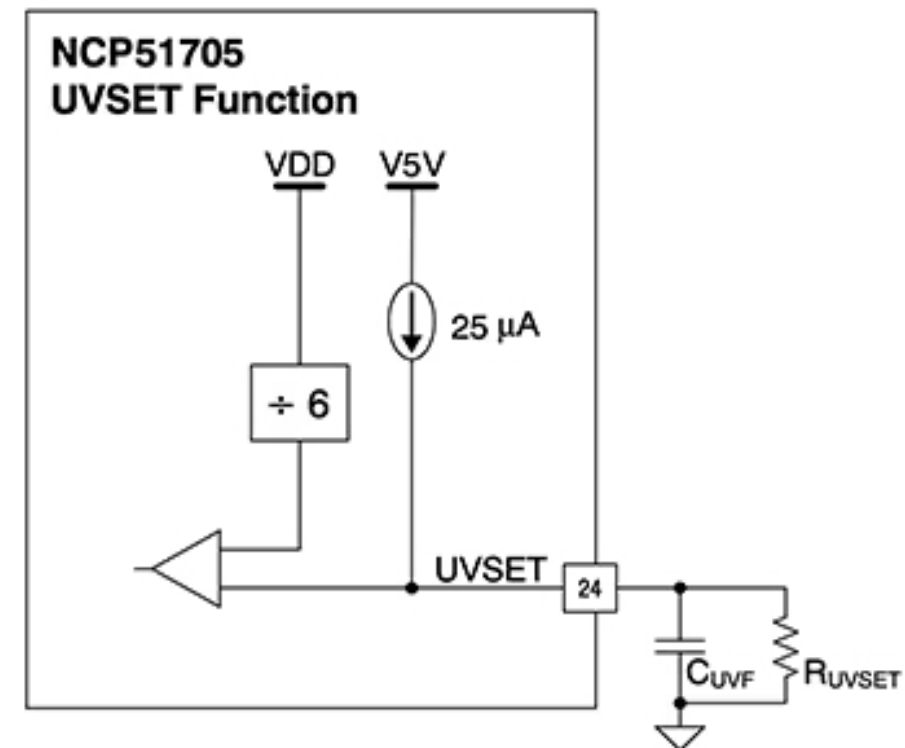 NCP51705
UVSET Function
VDD V5V
25 μA
÷ 6
UVSET
24
CUVF
RUVSET